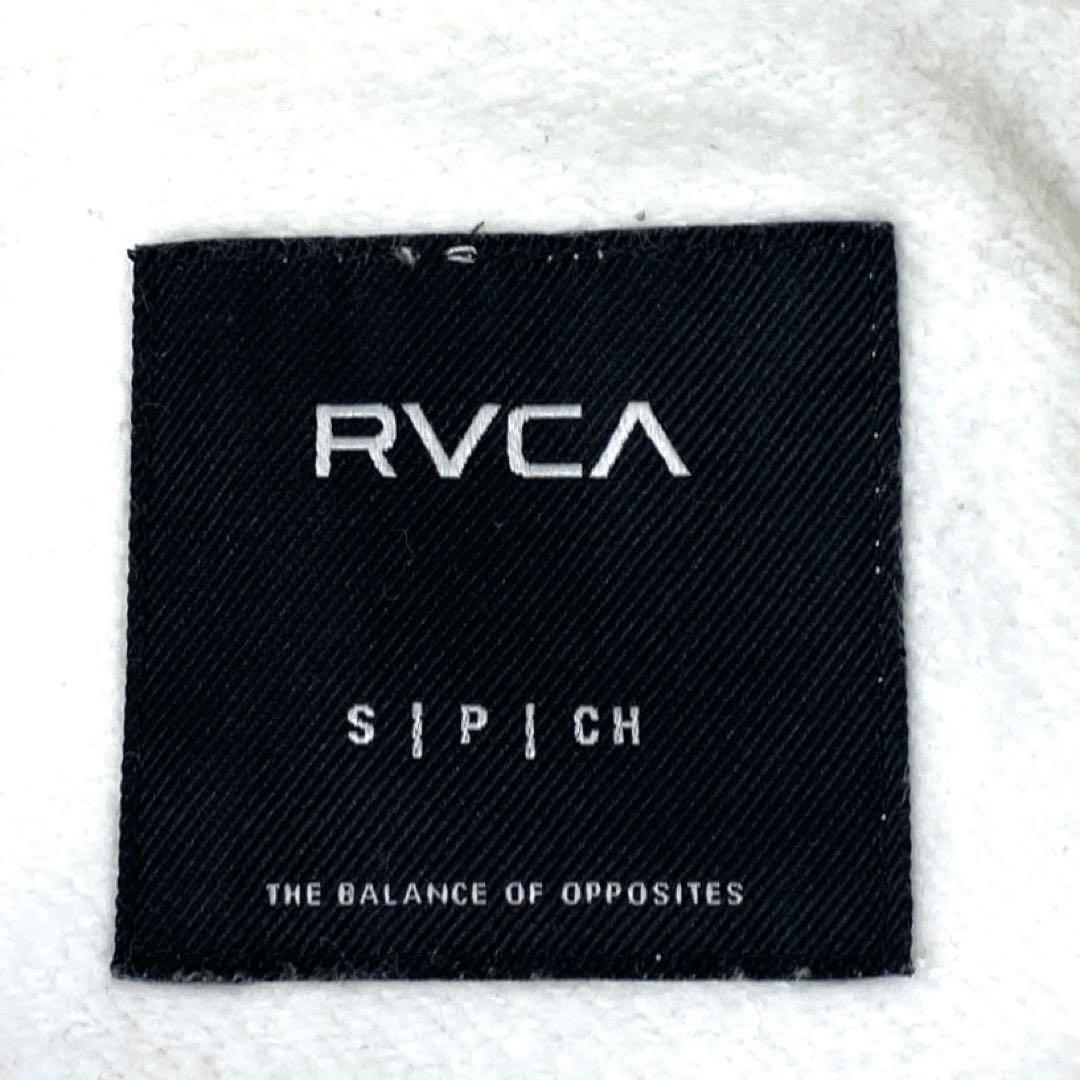 RVCA
S | P | CH
THE BALANCE OF OPPOSITES